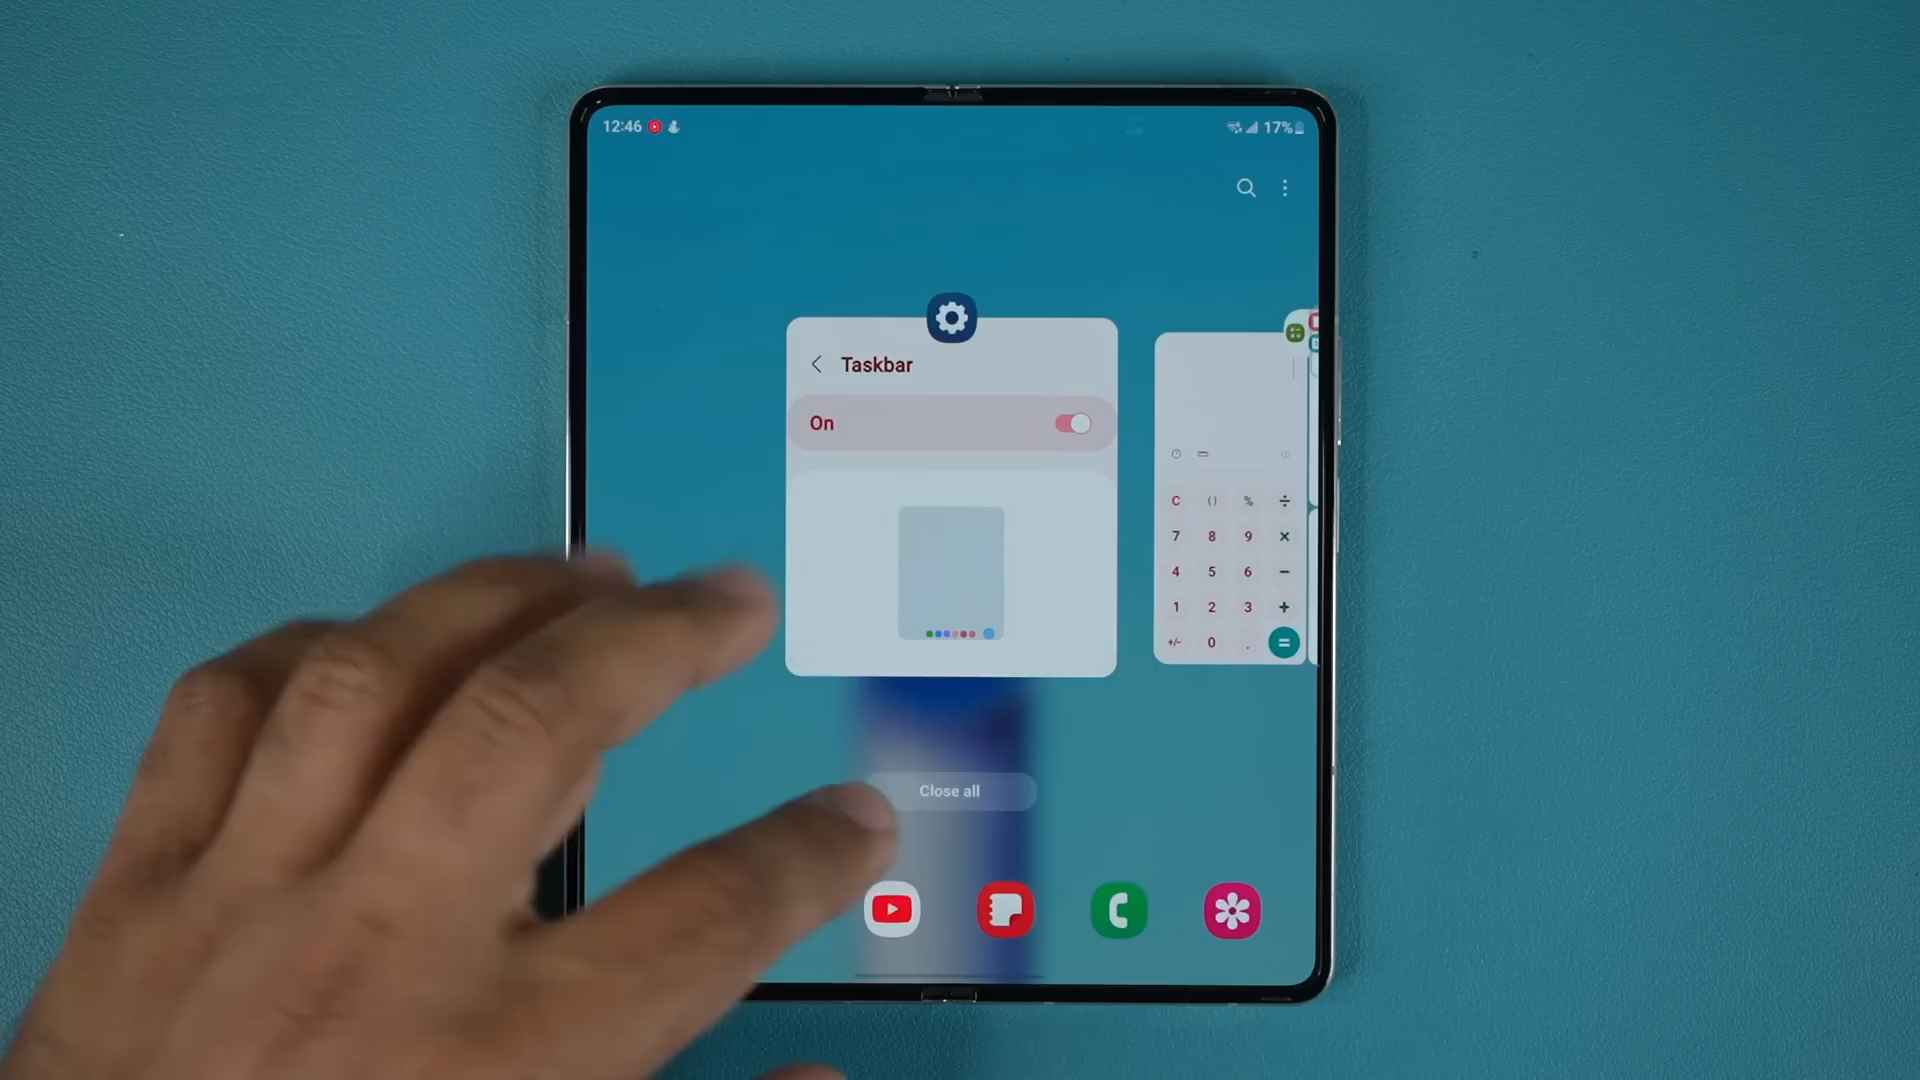 12:46
17%
Taskbar
On
C () % ÷
7 8 9 ×
4 5 6 −
1 2 3 +
+/− 0 . =
Close all